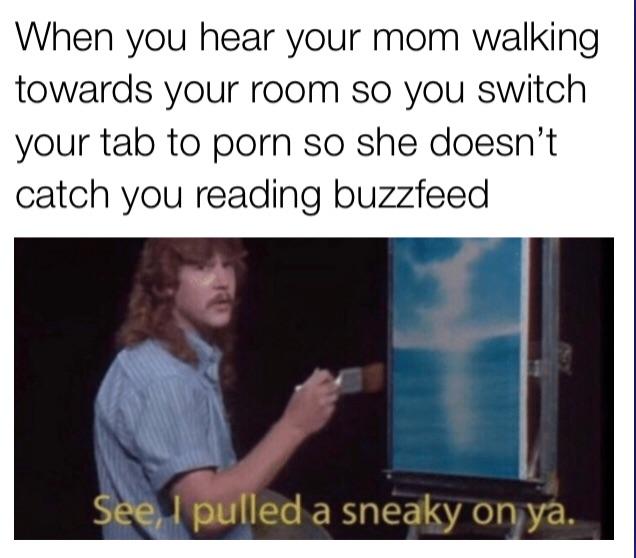 When you hear your mom walking
towards your room so you switch
your tab to porn so she doesn't
catch you reading buzzfeed
See, I pulled a sneaky on ya.